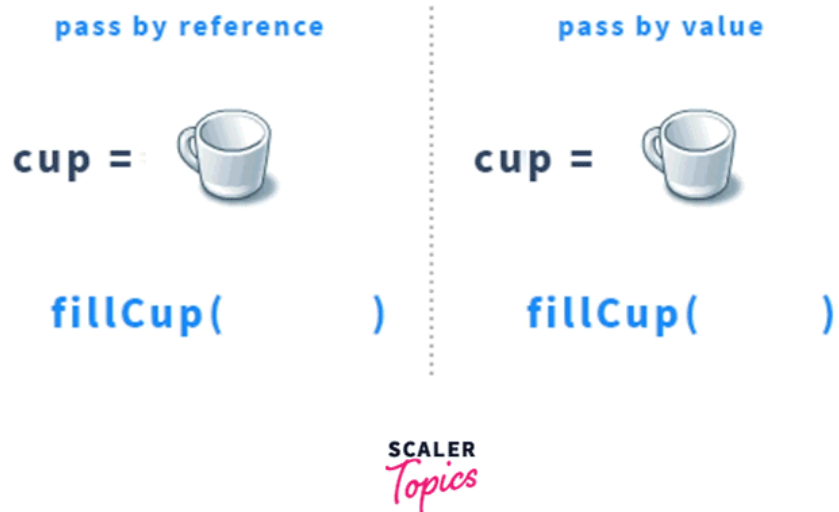 pass by reference
cup =
fillCup( )
pass by value
cup =
fillCup( )
SCALER
Topics